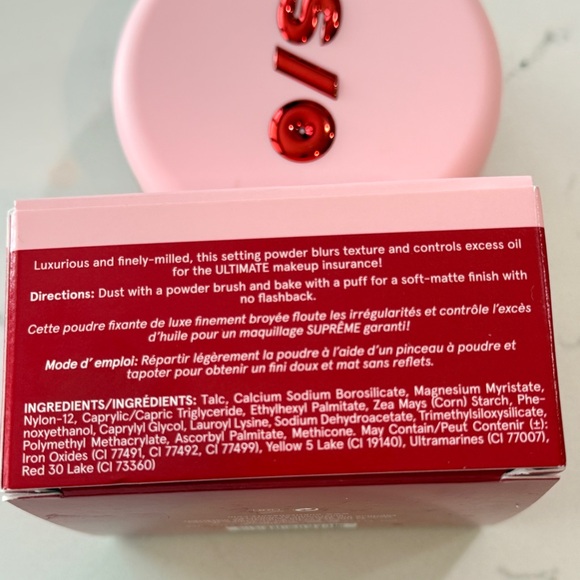 S/O
Luxurious and finely-milled, this setting powder blurs texture and controls excess oil
for the ULTIMATE makeup insurance!
Directions: Dust with a powder brush and bake with a puff for a soft-matte finish with
no flashback.
Cette poudre fixante de luxe finement broyée floute les irrégularités et contrôle l'excès
d'huile pour un maquillage SUPRÊME garanti!
Mode d'emploi: Répartir légèrement la poudre à l'aide d'un pinceau à poudre et
tapoter pour obtenir un fini doux et mat sans reflets.
INGREDIENTS/INGRÉDIENTS: Talc, Calcium Sodium Borosilicate, Magnesium Myristate,
Nylon-12, Caprylic/Capric Triglyceride, Ethylhexyl Palmitate, Zea Mays (Corn) Starch, Phe-
noxyethanol, Caprylyl Glycol, Lauroyl Lysine, Sodium Dehydroacetate, Trimethylsiloxysilicate,
Polymethyl Methacrylate, Ascorbyl Palmitate, Methicone. May Contain/Peut Contenir (±):
Iron Oxides (CI 77491, CI 77492, CI 77499), Yellow 5 Lake (CI 19140), Ultramarines (CI 77007),
Red 30 Lake (CI 73360)